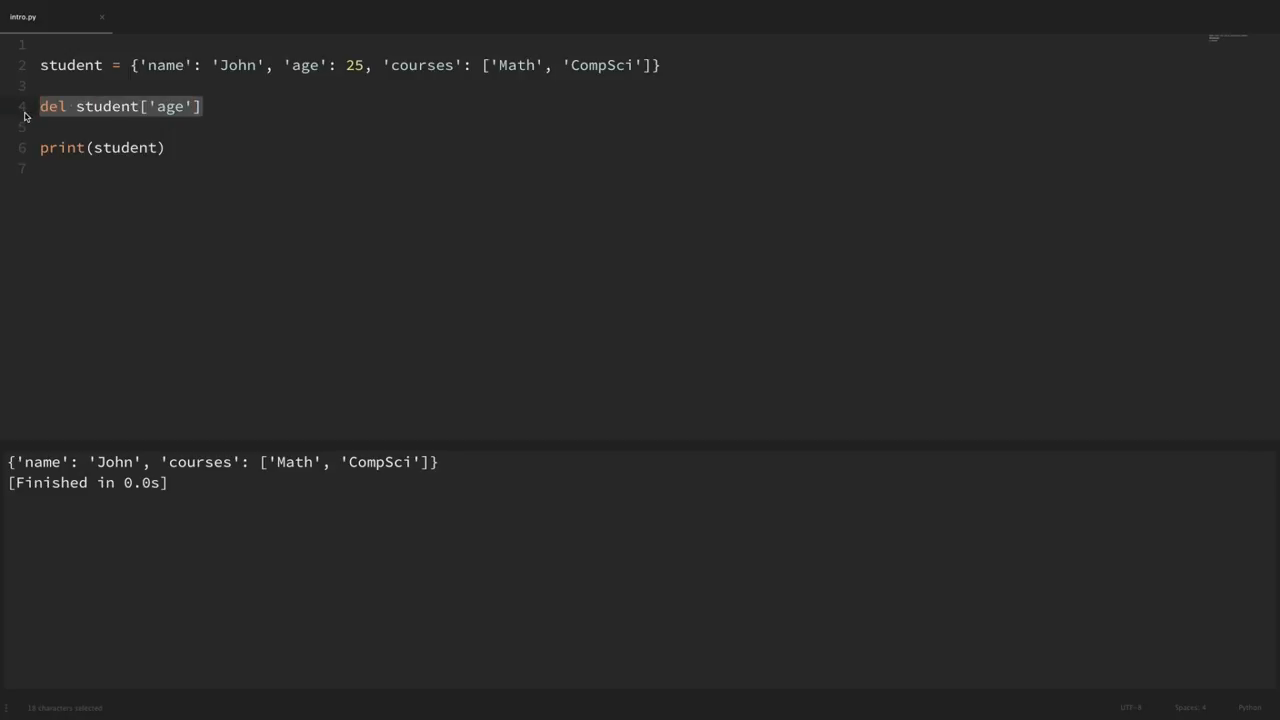 intro.py ×
1
2 student = {'name': 'John', 'age': 25, 'courses': ['Math', 'CompSci']}
3
4 del student['age']
5
6 print(student)
7
{'name': 'John', 'courses': ['Math', 'CompSci']}
[Finished in 0.0s]
18 characters selected UTF-8 Spaces: 4 Python